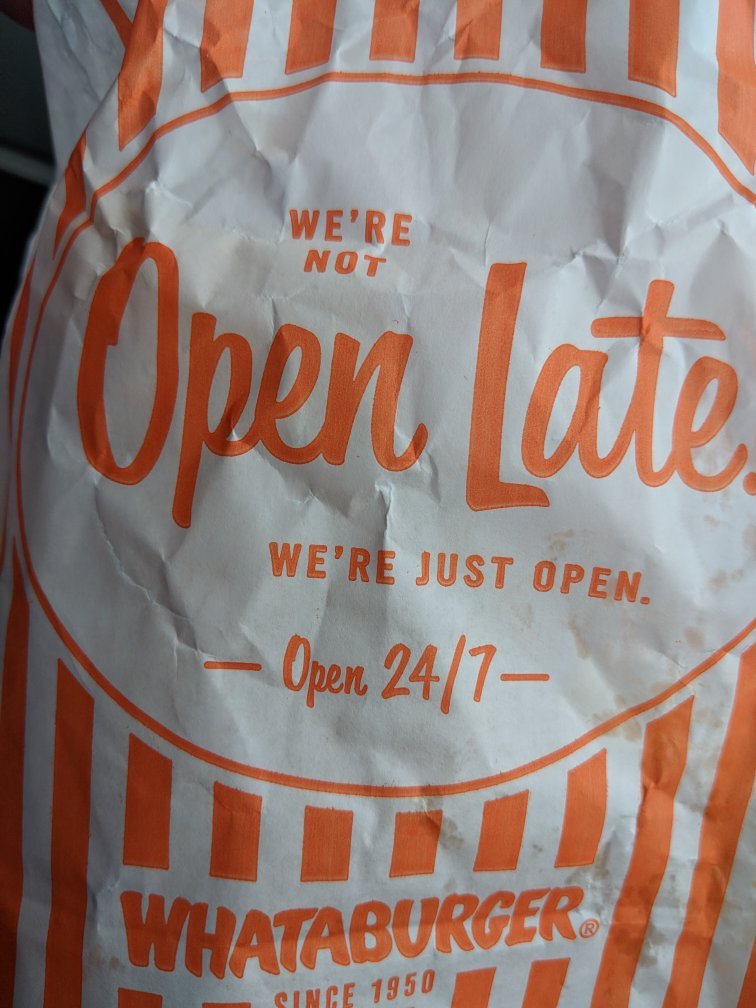 WE'RE
NOT
Open Late.
WE'RE JUST OPEN.
— Open 24/7 —
WHATABURGER®
SINCE 1950